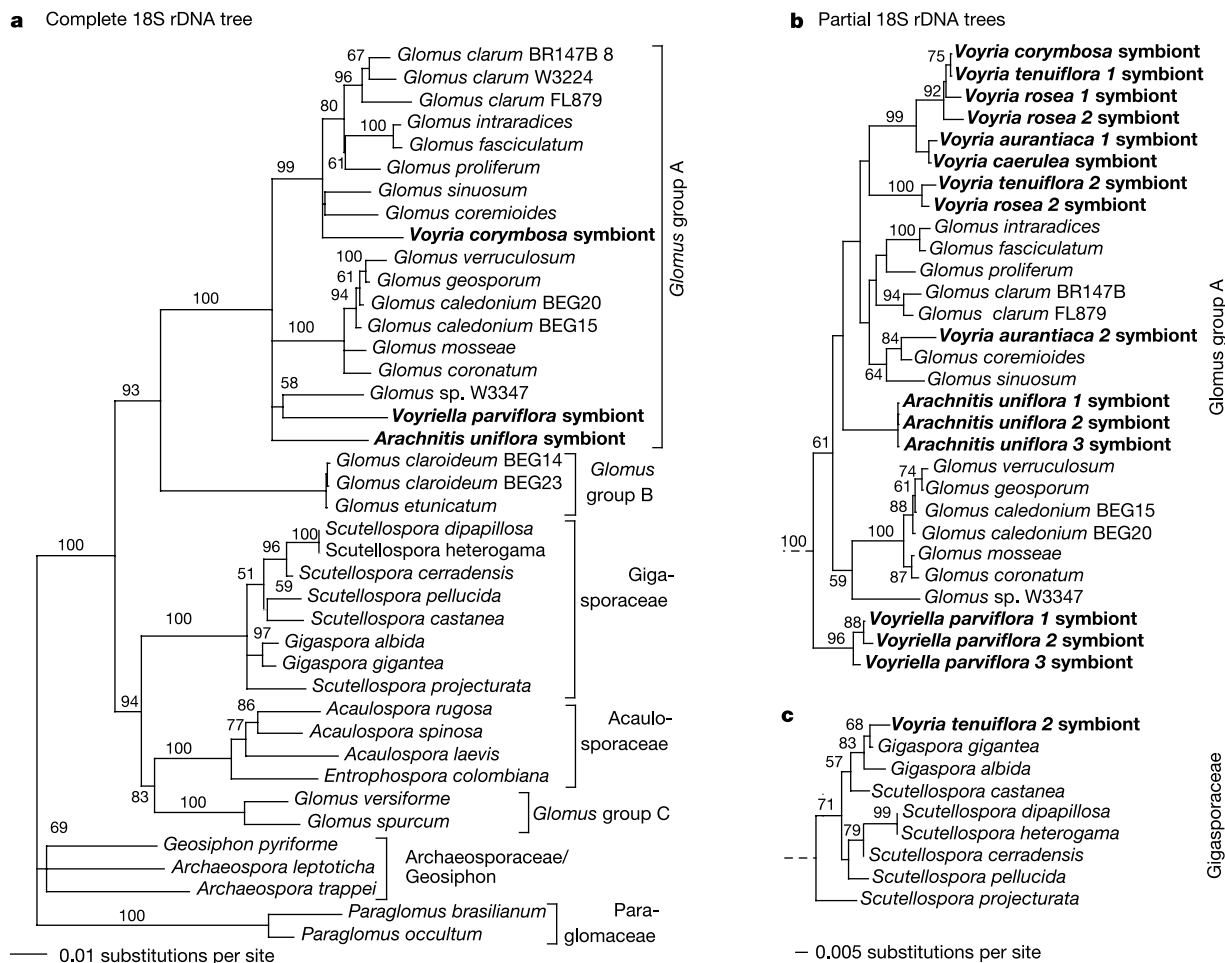 a Complete 18S rDNA tree
67
Glomus clarum BR147B 8
96
Glomus clarum W3224
80
Glomus clarum FL879
Glomus intraradices
100
Glomus fasciculatum
61
Glomus proliferum
99
Glomus sinuosum
Glomus coremioides
Voyria corymbosa symbiont
Glomus verruculosum
100
Glomus geosporum
61
Glomus caledonium BEG20
94
Glomus caledonium BEG15
100
100
Glomus mosseae
Glomus coronatum
58
Glomus sp. W3347
93
Voyriella parviflora symbiont
Arachnitis uniflora symbiont
Glomus group A
Glomus claroideum BEG14
Glomus claroideum BEG23
Glomus etunicatum
Glomus
group B
Scutellospora dipapillosa
100
Scutellospora heterogama
96
100
Scutellospora cerradensis
51
59
Scutellospora pellucida
Scutellospora castanea
100
97
Gigaspora albida
Gigaspora gigantea
Scutellospora projecturata
Giga-
sporaceae
94
86
Acaulospora rugosa
77
Acaulospora spinosa
100
Acaulospora laevis
Entrophospora colombiana
Acaulo-
sporaceae
83
100
Glomus versiforme
Glomus spurcum
Glomus group C
69
Geosiphon pyriforme
Archaeospora leptoticha
Archaeospora trappei
Archaeosporaceae/
Geosiphon
100
Paraglomus brasilianum
Paraglomus occultum
Para-
glomaceae
0.01 substitutions per site
b Partial 18S rDNA trees
75
Voyria corymbosa symbiont
Voyria tenuiflora 1 symbiont
92
Voyria rosea 1 symbiont
Voyria rosea 2 symbiont
99
Voyria aurantiaca 1 symbiont
Voyria caerulea symbiont
100
Voyria tenuiflora 2 symbiont
Voyria rosea 2 symbiont
Glomus intraradices
100
Glomus fasciculatum
Glomus proliferum
Glomus clarum BR147B
94
Glomus clarum FL879
84
Voyria aurantiaca 2 symbiont
Glomus coremioides
64
Glomus sinuosum
Arachnitis uniflora 1 symbiont
Arachnitis uniflora 2 symbiont
Arachnitis uniflora 3 symbiont
61
74
Glomus verruculosum
61
Glomus geosporum
88
Glomus caledonium BEG15
100
Glomus caledonium BEG20
100
Glomus mosseae
87
Glomus coronatum
59
Glomus sp. W3347
88
Voyriella parviflora 1 symbiont
96
Voyriella parviflora 2 symbiont
Voyriella parviflora 3 symbiont
Glomus group A
c
68
Voyria tenuiflora 2 symbiont
83
Gigaspora gigantea
57
Gigaspora albida
Scutellospora castanea
71
99
Scutellospora dipapillosa
79
Scutellospora heterogama
Scutellospora cerradensis
Scutellospora pellucida
Scutellospora projecturata
Gigasporaceae
0.005 substitutions per site